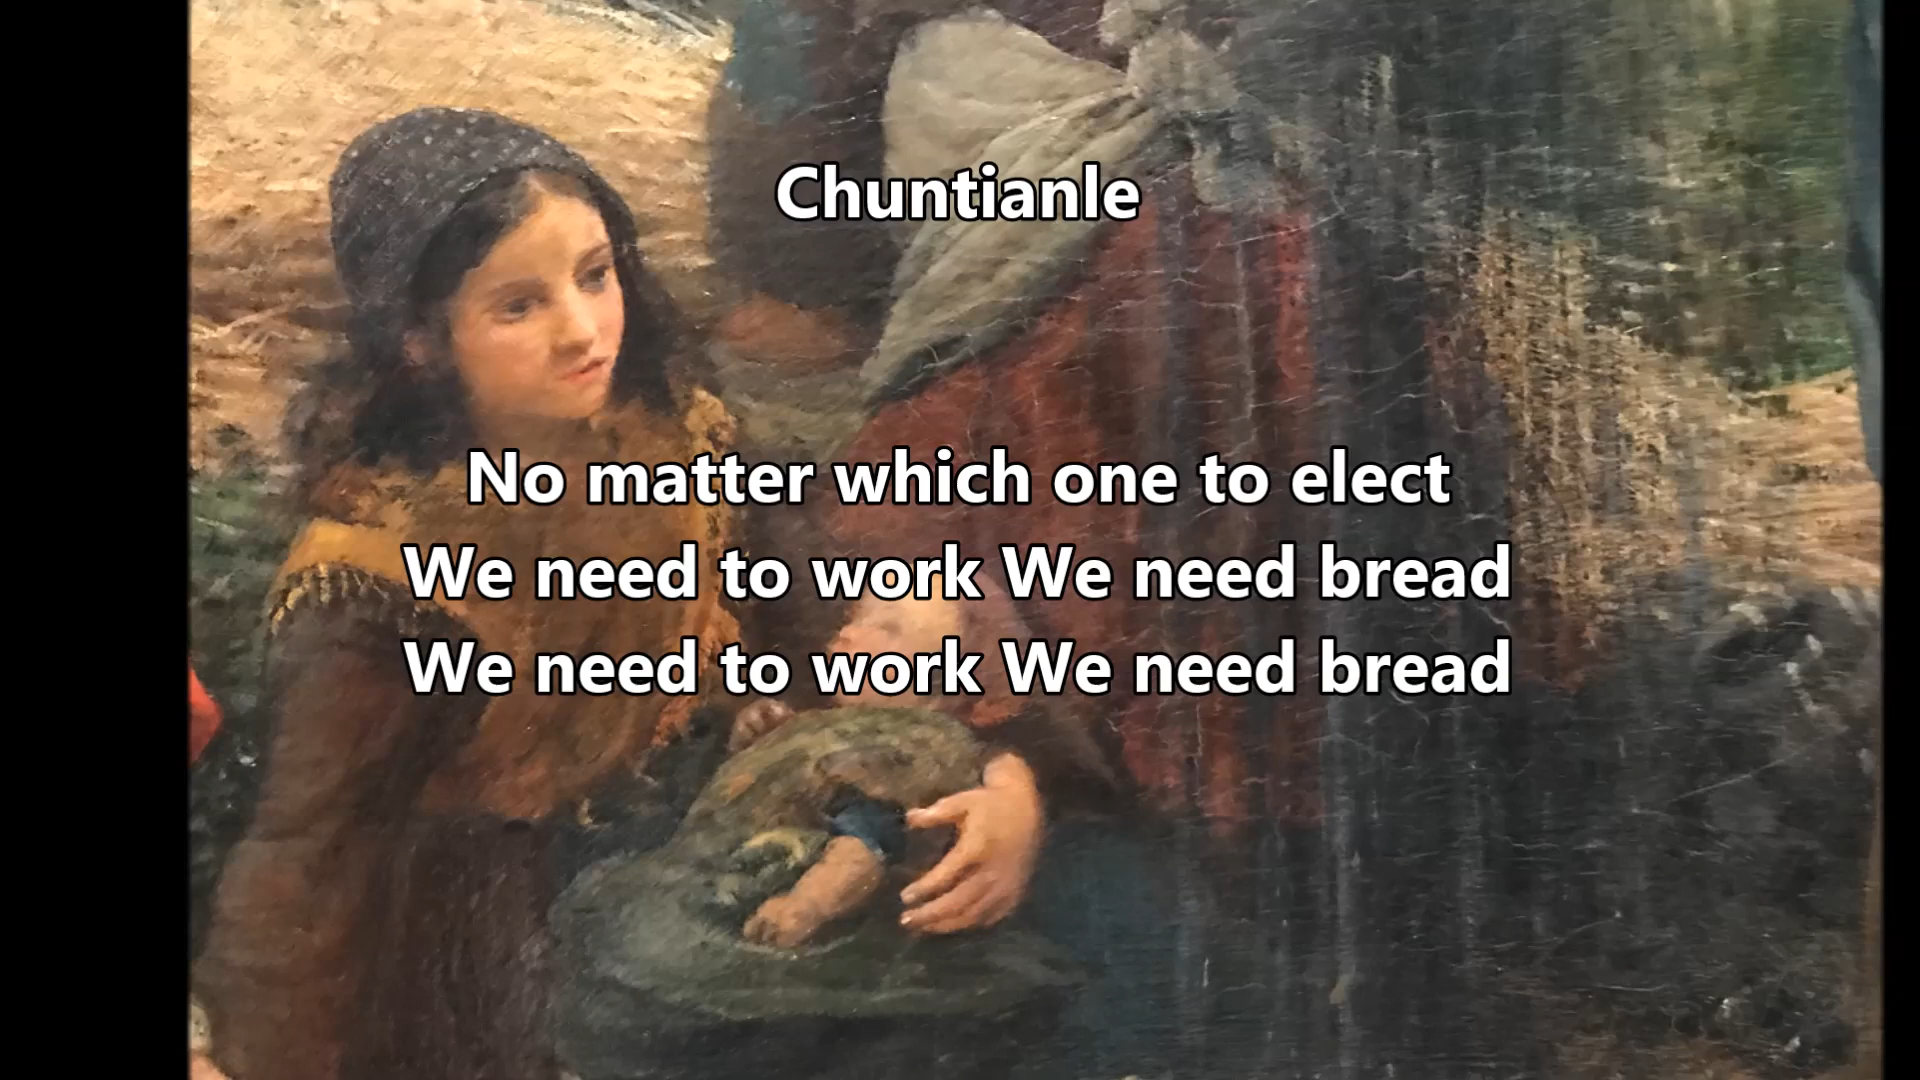 Chuntianle
No matter which one to elect
We need to work We need bread
We need to work We need bread